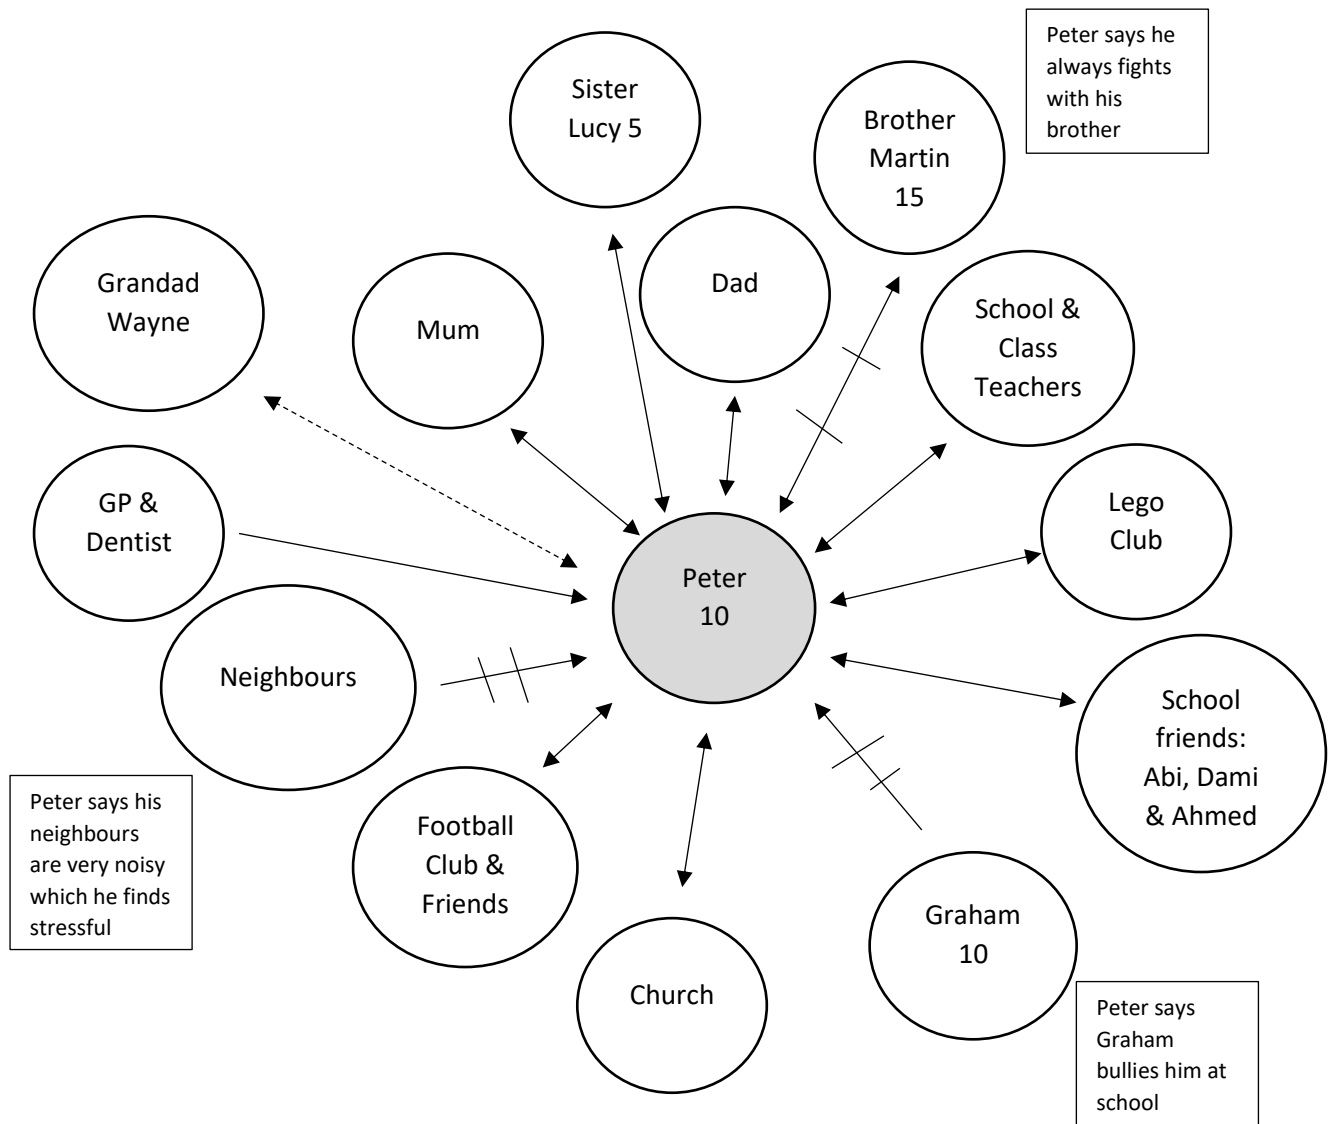 Peter says he
always fights
with his
brother
Sister
Lucy 5
Brother
Martin
15
Grandad
Wayne
Mum
Dad
School &
Class
Teachers
GP &
Dentist
Lego
Club
Peter
10
Neighbours
School
friends:
Abi, Dami
& Ahmed
Peter says his
neighbours
are very noisy
which he finds
stressful
Football
Club &
Friends
Church
Graham
10
Peter says
Graham
bullies him at
school